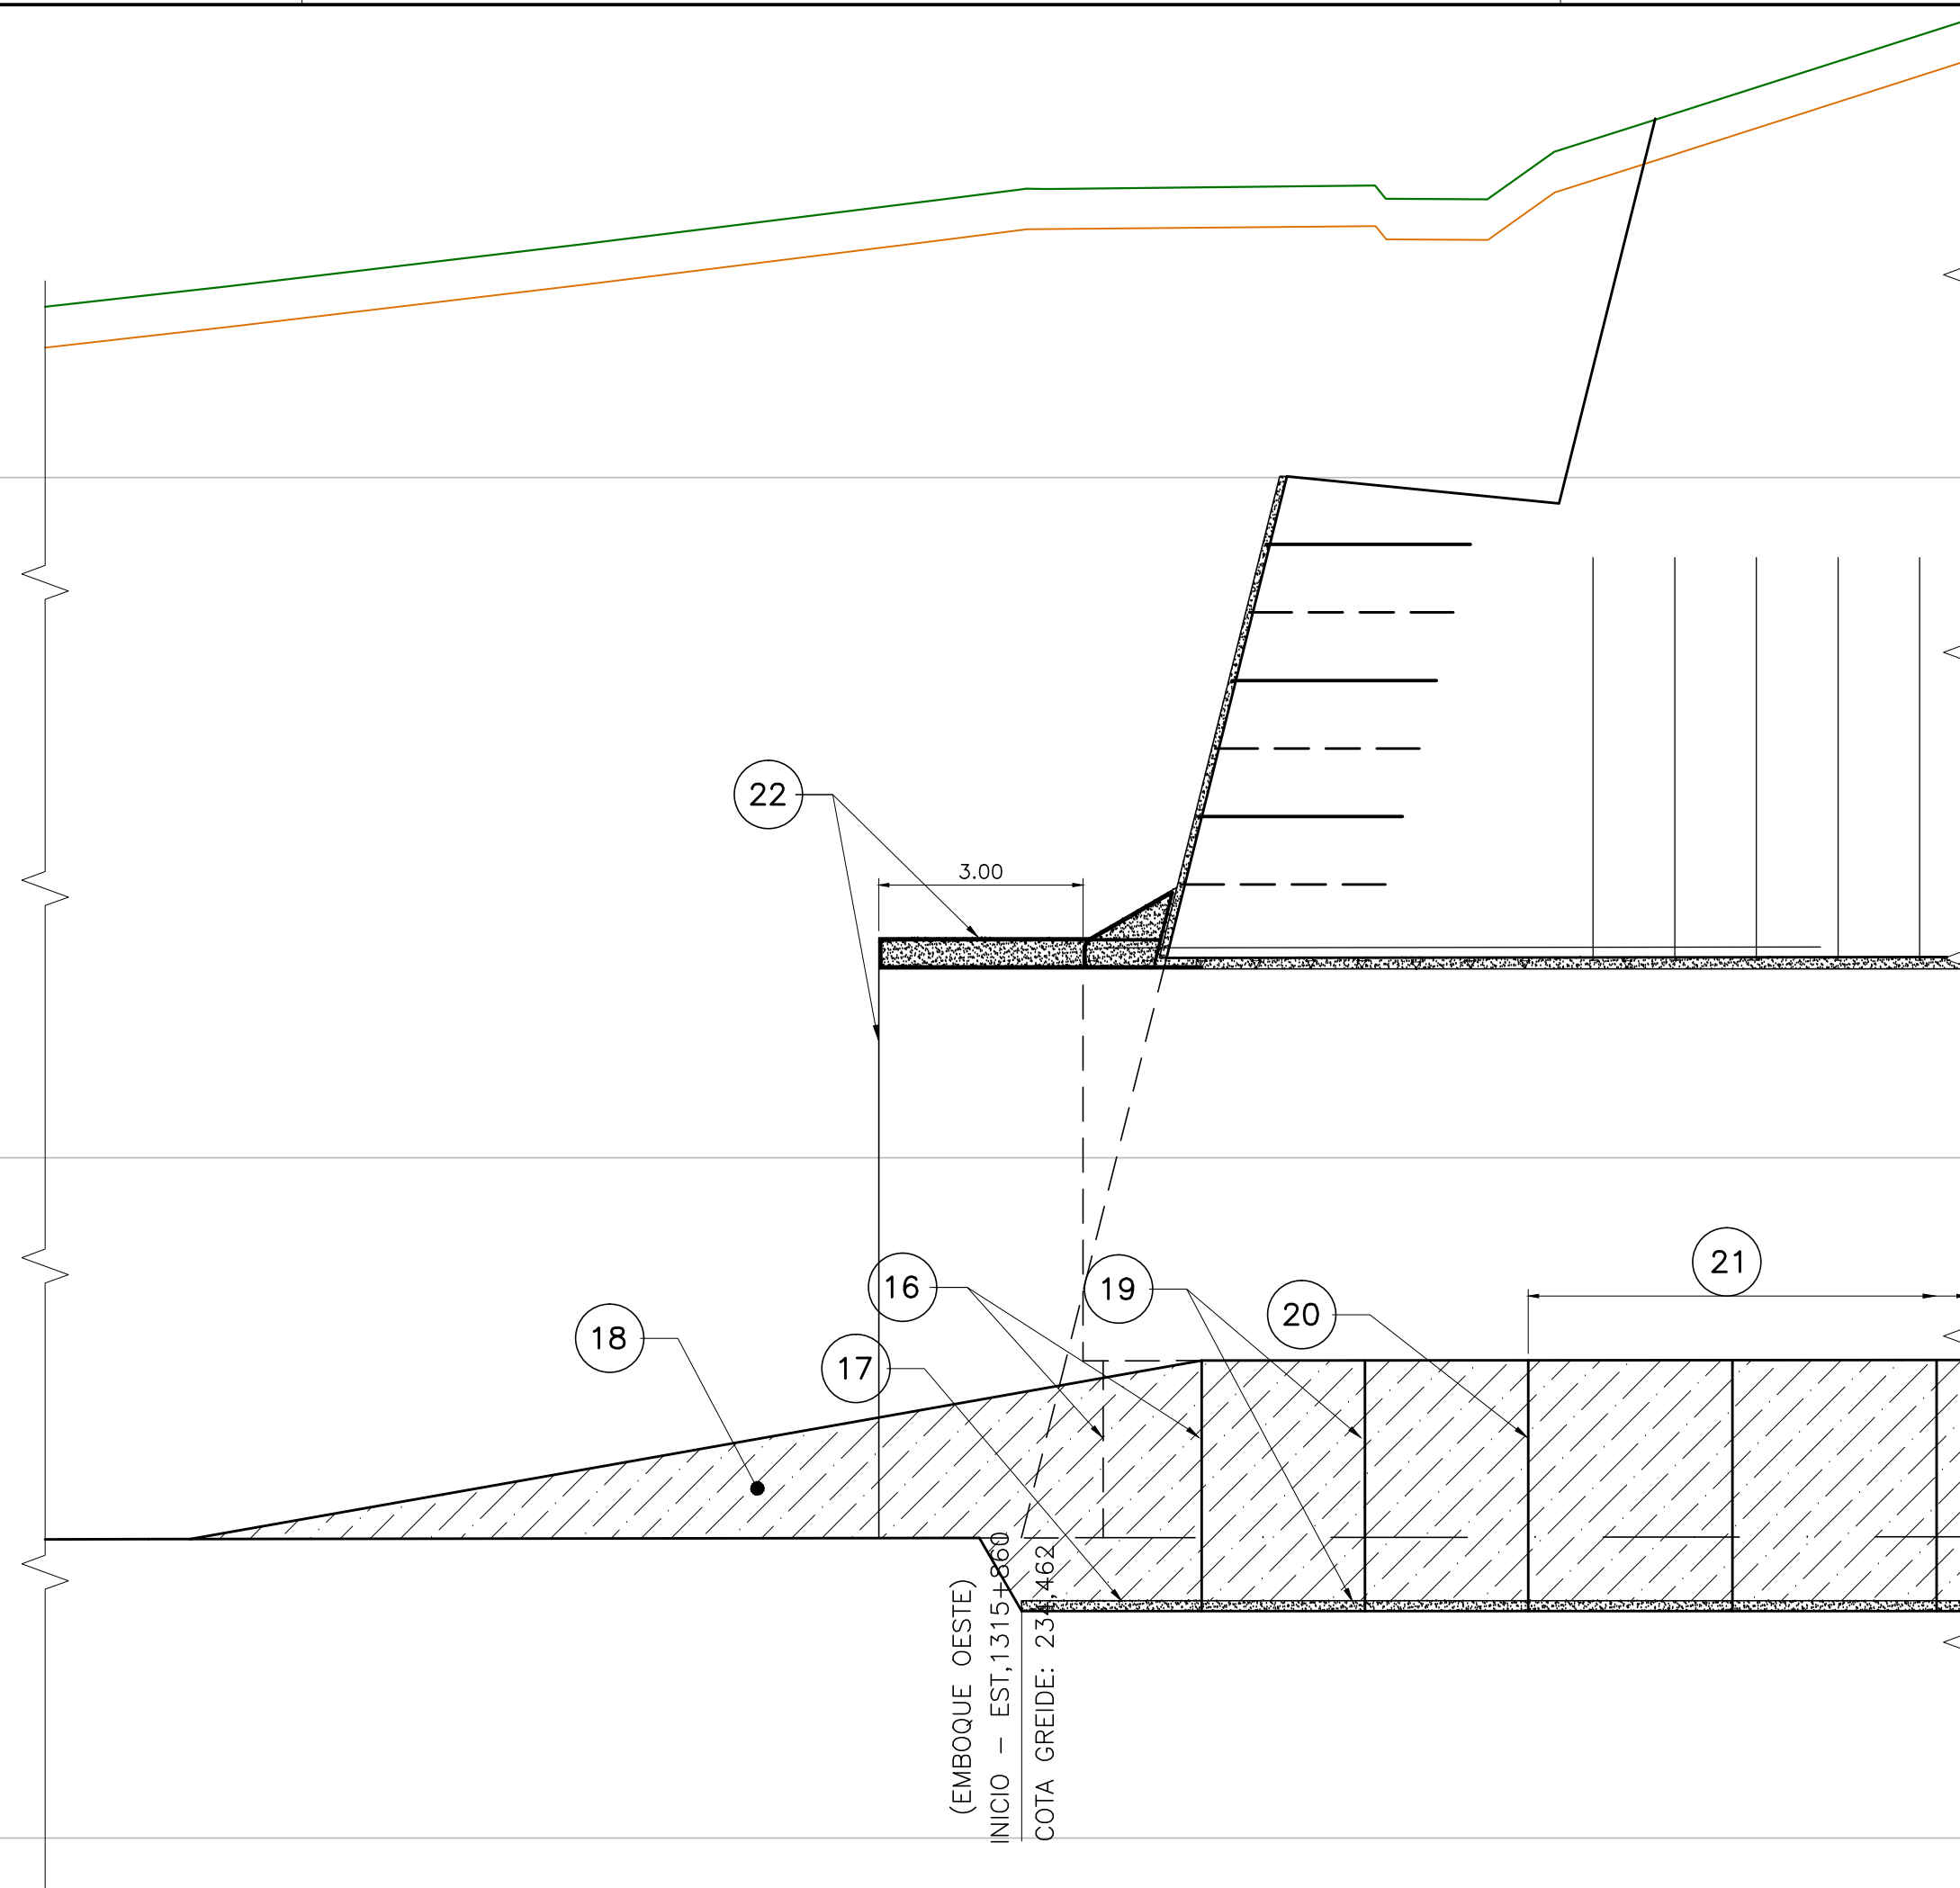 22
3.00
21
16
19
20
18
17
(EMBOQUE OESTE)
INICIO - EST,1315+860
COTA GREIDE: 234,462